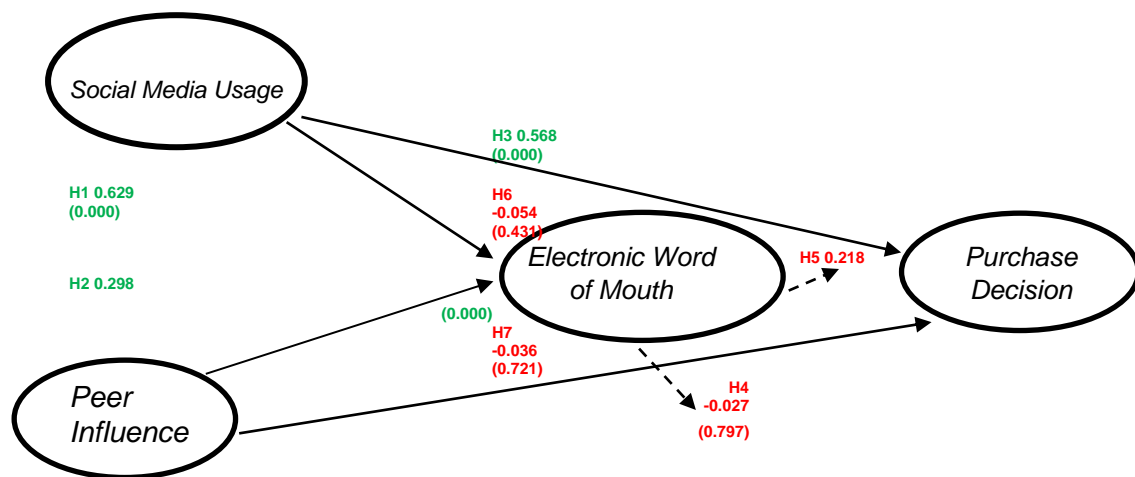 Social Media Usage
H3 0.568
(0.000)
H1 0.629
(0.000)
H6
-0.054
(0.431)
Electronic Word
of Mouth
H5 0.218
Purchase
Decision
H2 0.298
(0.000)
H7
-0.036
(0.721)
Peer
Influence
H4
-0.027
(0.797)